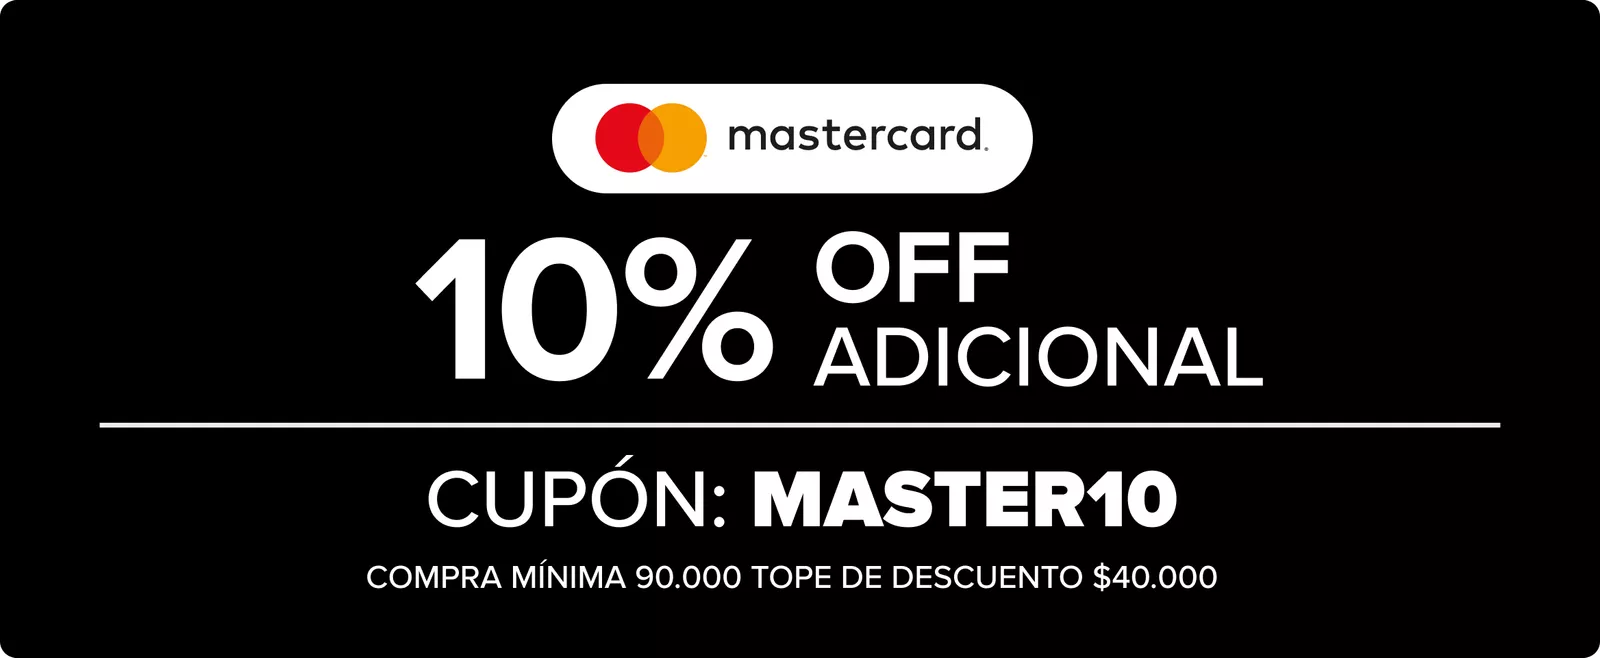 mastercard.
10% OFF
ADICIONAL
CUPÓN: MASTER10
COMPRA MÍNIMA 90.000 TOPE DE DESCUENTO $40.000